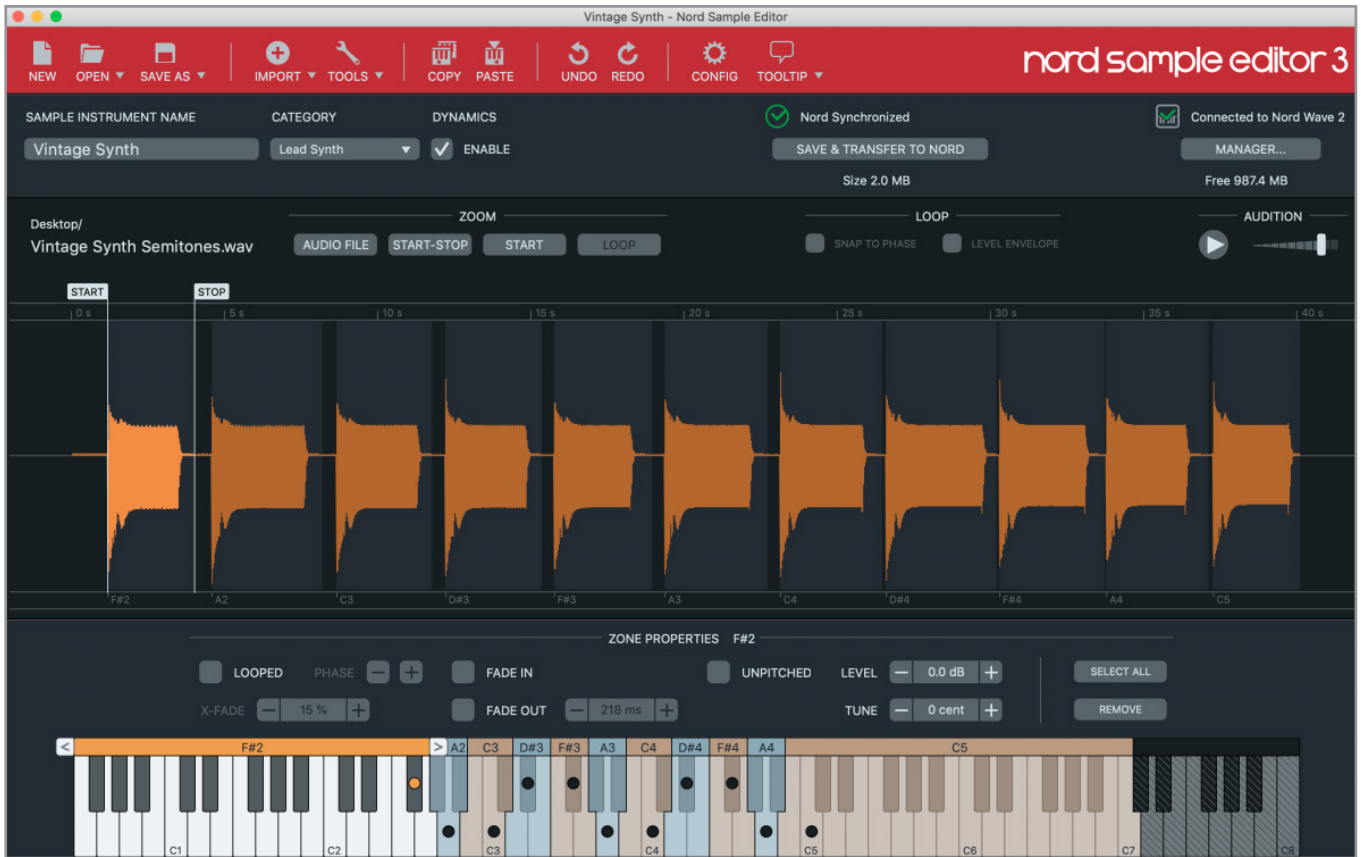 Vintage Synth - Nord Sample Editor
NEW OPEN SAVE AS IMPORT TOOLS COPY PASTE UNDO REDO CONFIG TOOLTIP
nord sample editor 3
SAMPLE INSTRUMENT NAME CATEGORY DYNAMICS Nord Synchronized Connected to Nord Wave 2
Vintage Synth Lead Synth ENABLE SAVE & TRANSFER TO NORD MANAGER...
Size 2.0 MB Free 987.4 MB
Desktop/ ZOOM LOOP AUDITION
Vintage Synth Semitones.wav AUDIO FILE START-STOP START LOOP SNAP TO PHASE LEVEL ENVELOPE
START STOP
0 s 5 s 10 s 15 s 20 s 25 s 30 s 35 s 40 s
F#2 A2 C3 D#3 F#3 A3 C4 D#4 F#4 A4 C5
ZONE PROPERTIES F#2
LOOPED PHASE - + FADE IN UNPITCHED LEVEL - 0.0 dB + SELECT ALL
X-FADE - 15 % + FADE OUT - 218 ms + TUNE - 0 cent + REMOVE
< F#2 > A2 C3 D#3 F#3 A3 C4 D#4 F#4 A4 C5
C1 C2 C3 C4 C5 C6 C7 C8